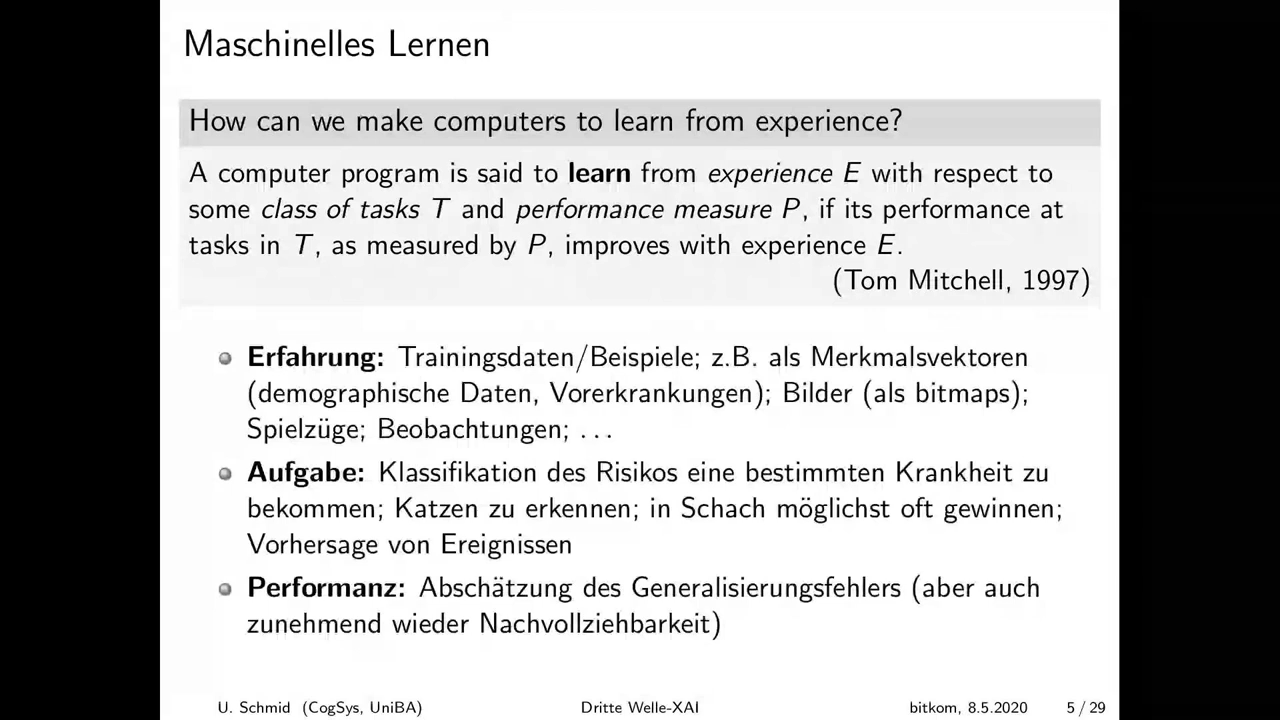 Maschinelles Lernen
How can we make computers to learn from experience?
A computer program is said to learn from experience E with respect to
some class of tasks T and performance measure P, if its performance at
tasks in T, as measured by P, improves with experience E.
(Tom Mitchell, 1997)
Erfahrung: Trainingsdaten/Beispiele; z.B. als Merkmalsvektoren
(demographische Daten, Vorerkrankungen); Bilder (als bitmaps);
Spielzüge; Beobachtungen; ...
Aufgabe: Klassifikation des Risikos eine bestimmten Krankheit zu
bekommen; Katzen zu erkennen; in Schach möglichst oft gewinnen;
Vorhersage von Ereignissen
Performanz: Abschätzung des Generalisierungsfehlers (aber auch
zunehmend wieder Nachvollziehbarkeit)
U. Schmid (CogSys, UniBA) Dritte Welle-XAI bitkom, 8.5.2020 5 / 29